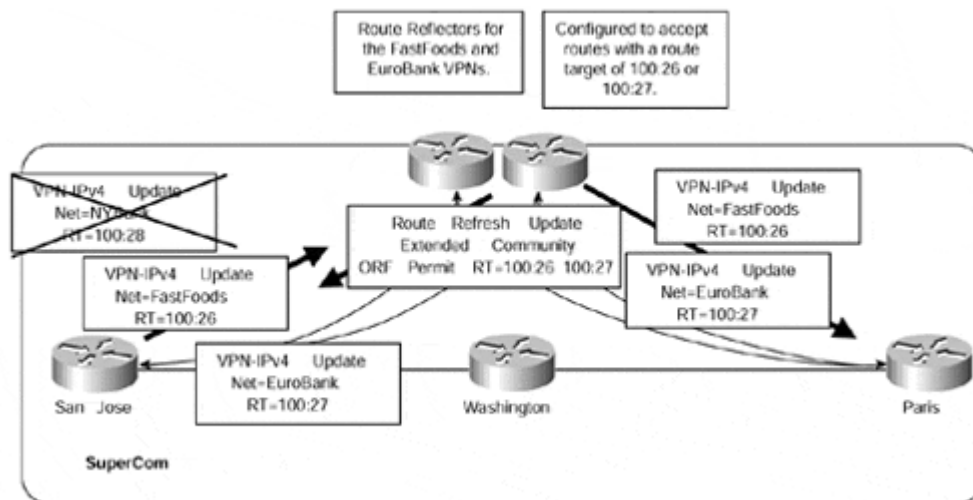 Route Reflectors for
the FastFoods and
EuroBank VPNs.
Configured to accept
routes with a route
target of 100:26 or
100:27.
VPN-IPv4 Update
Net=NYBank
RT=100:28
VPN-IPv4 Update
Net=FastFoods
RT=100:26
Route Refresh Update
Extended Community
ORF Permit RT=100:26 100:27
VPN-IPv4 Update
Net=FastFoods
RT=100:26
VPN-IPv4 Update
Net=EuroBank
RT=100:27
VPN-IPv4 Update
Net=EuroBank
RT=100:27
San Jose
Washington
Paris
SuperCom